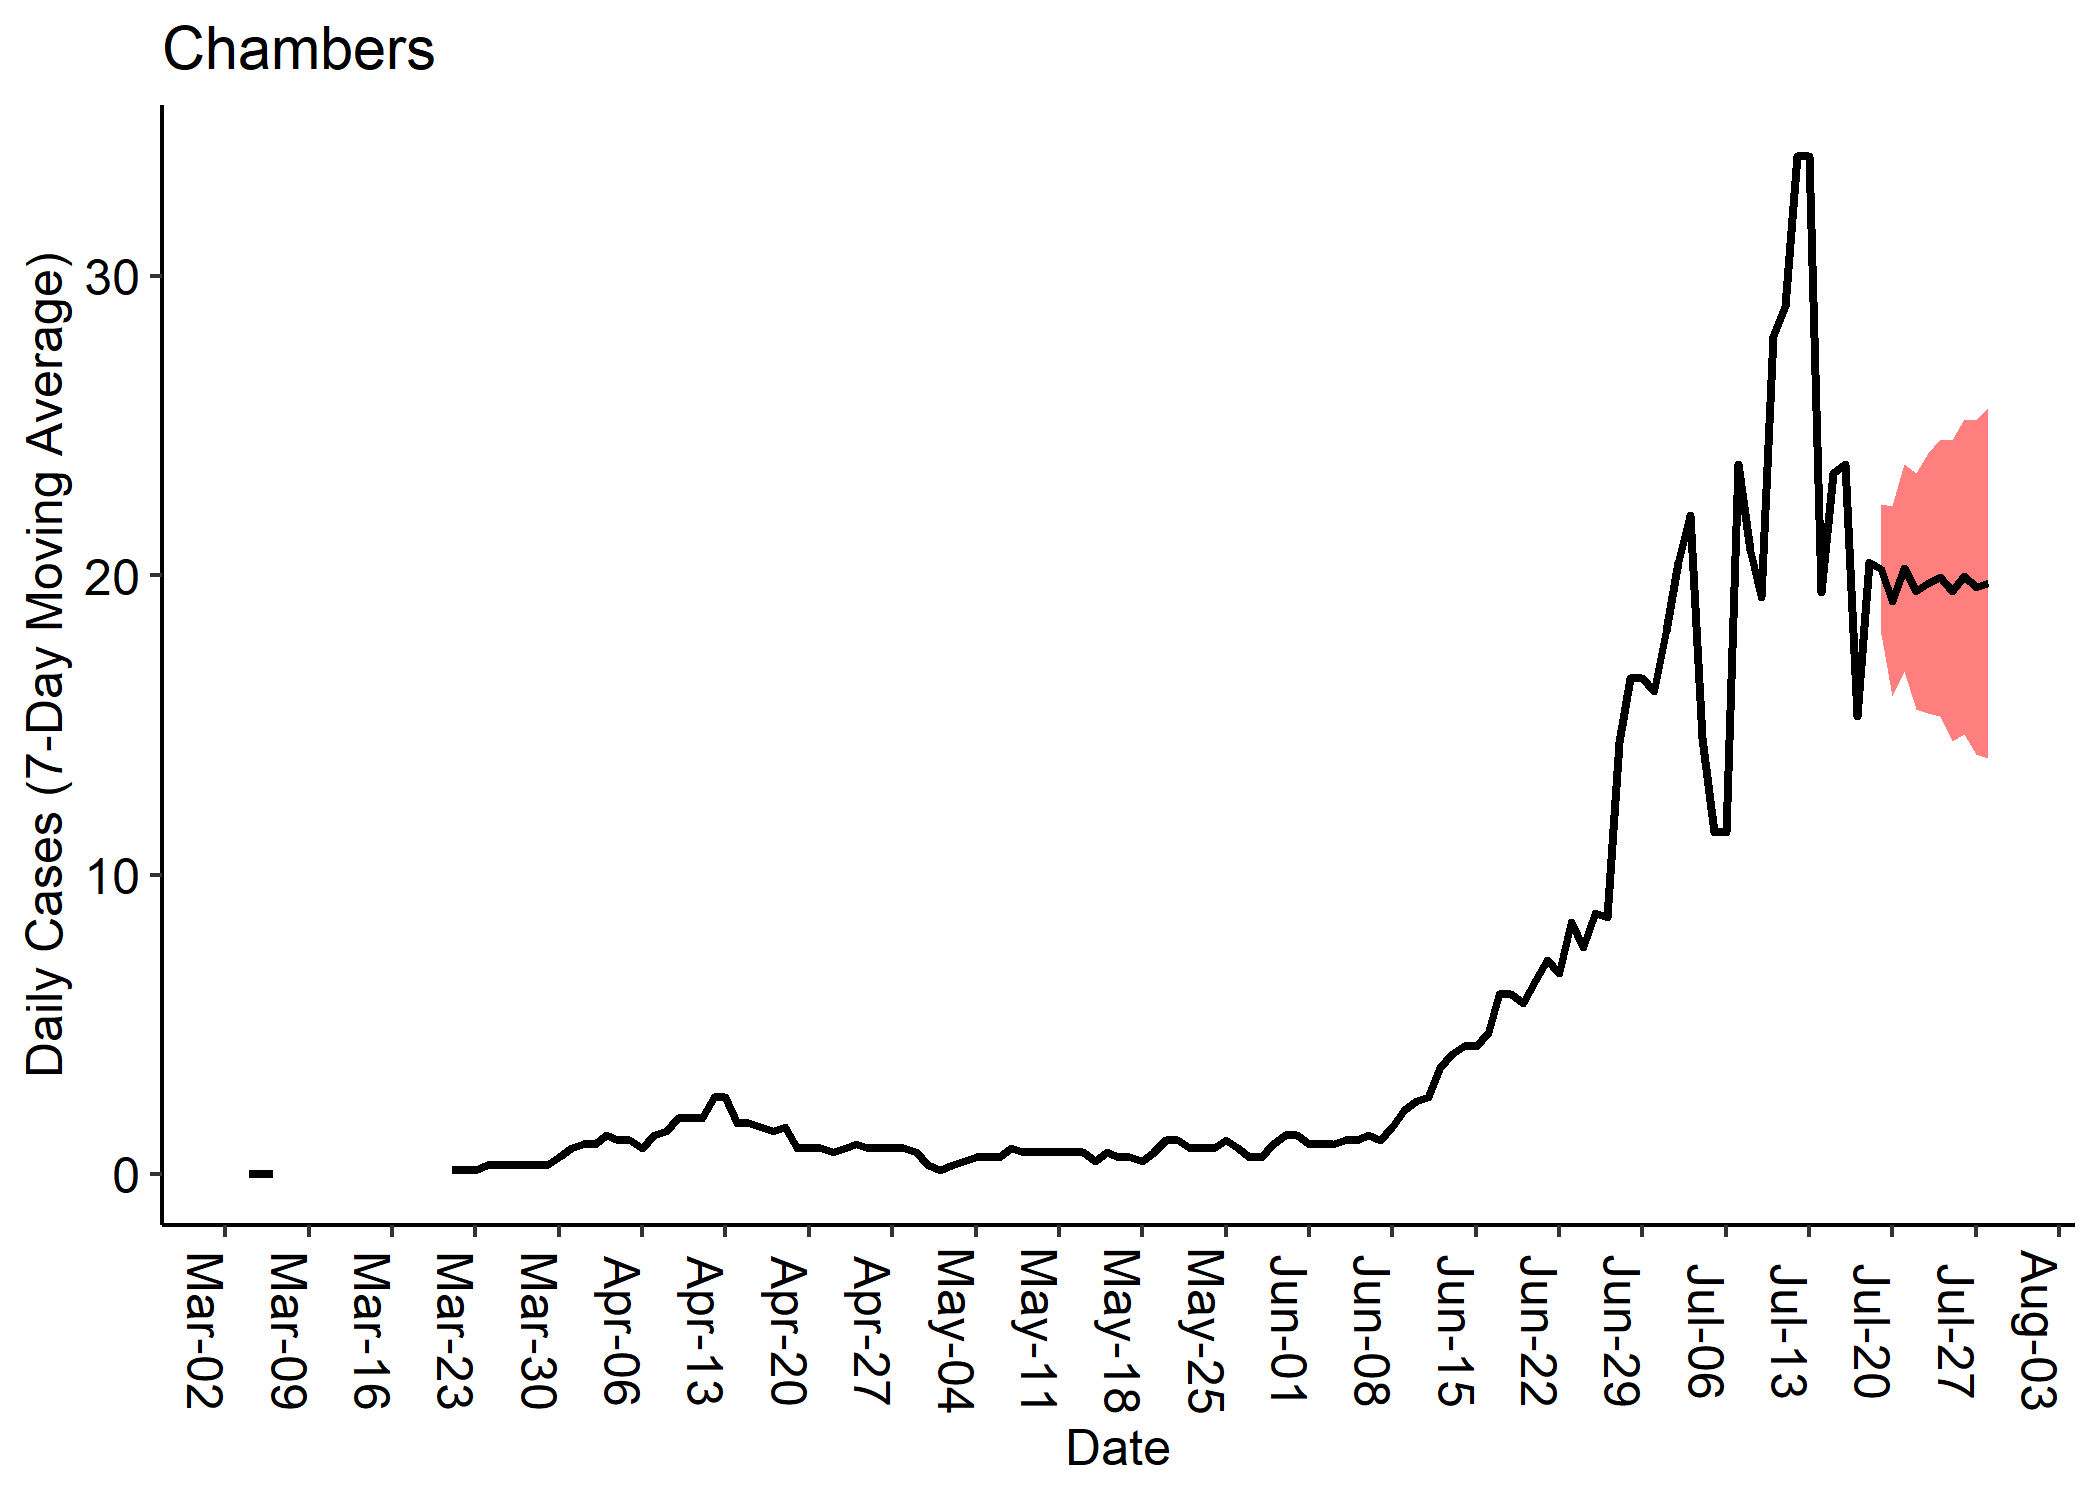 Chambers
Daily Cases (7-Day Moving Average)
30
20
10
0
Mar-02
Mar-09
Mar-16
Mar-23
Mar-30
Apr-06
Apr-13
Apr-20
Apr-27
May-04
May-11
May-18
May-25
Jun-01
Jun-08
Jun-15
Jun-22
Jun-29
Jul-06
Jul-13
Jul-20
Jul-27
Aug-03
Date